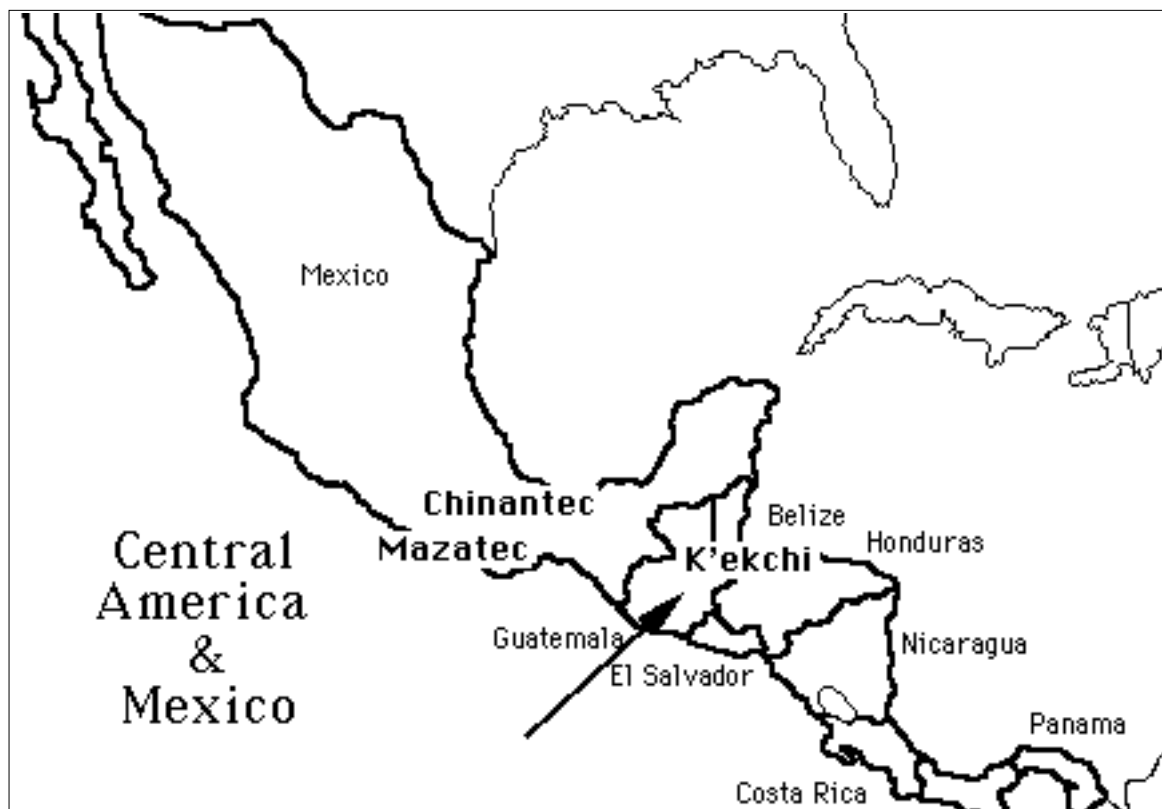 Mexico
Chinantec
Mazatec
Belize
Honduras
K'ekchi
Central
America
&
Mexico
Guatemala
El Salvador
Nicaragua
Panama
Costa Rica